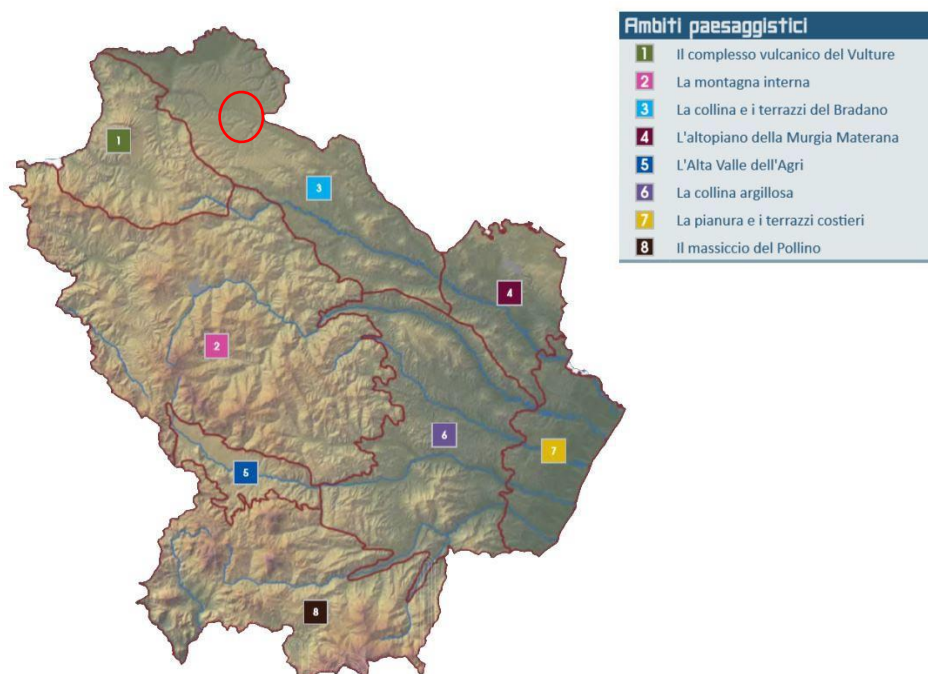 Ambiti paesaggistici
1 Il complesso vulcanico del Vulture
2 La montagna interna
3 La collina e i terrazzi del Bradano
4 L'altopiano della Murgia Materana
5 L'Alta Valle dell'Agri
6 La collina argillosa
7 La pianura e i terrazzi costieri
8 Il massiccio del Pollino
1
3
4
2
6
7
5
8